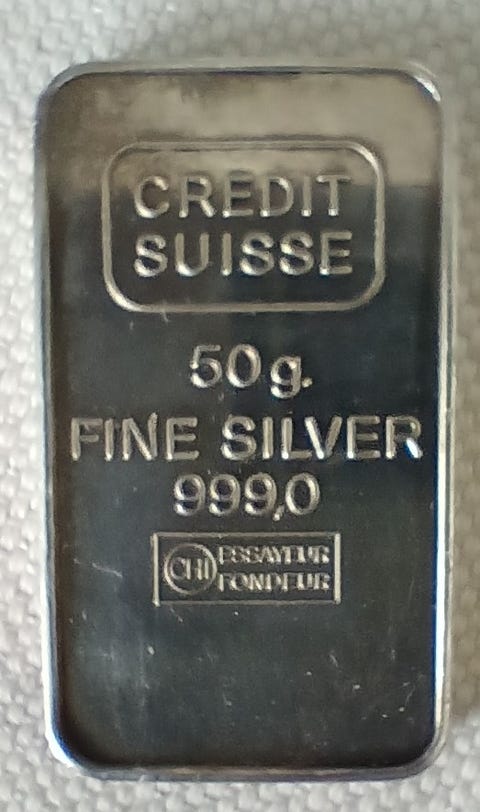 CREDIT
SUISSE
50g.
FINE SILVER
999,0
CHI ESSAYEUR
FONDEUR